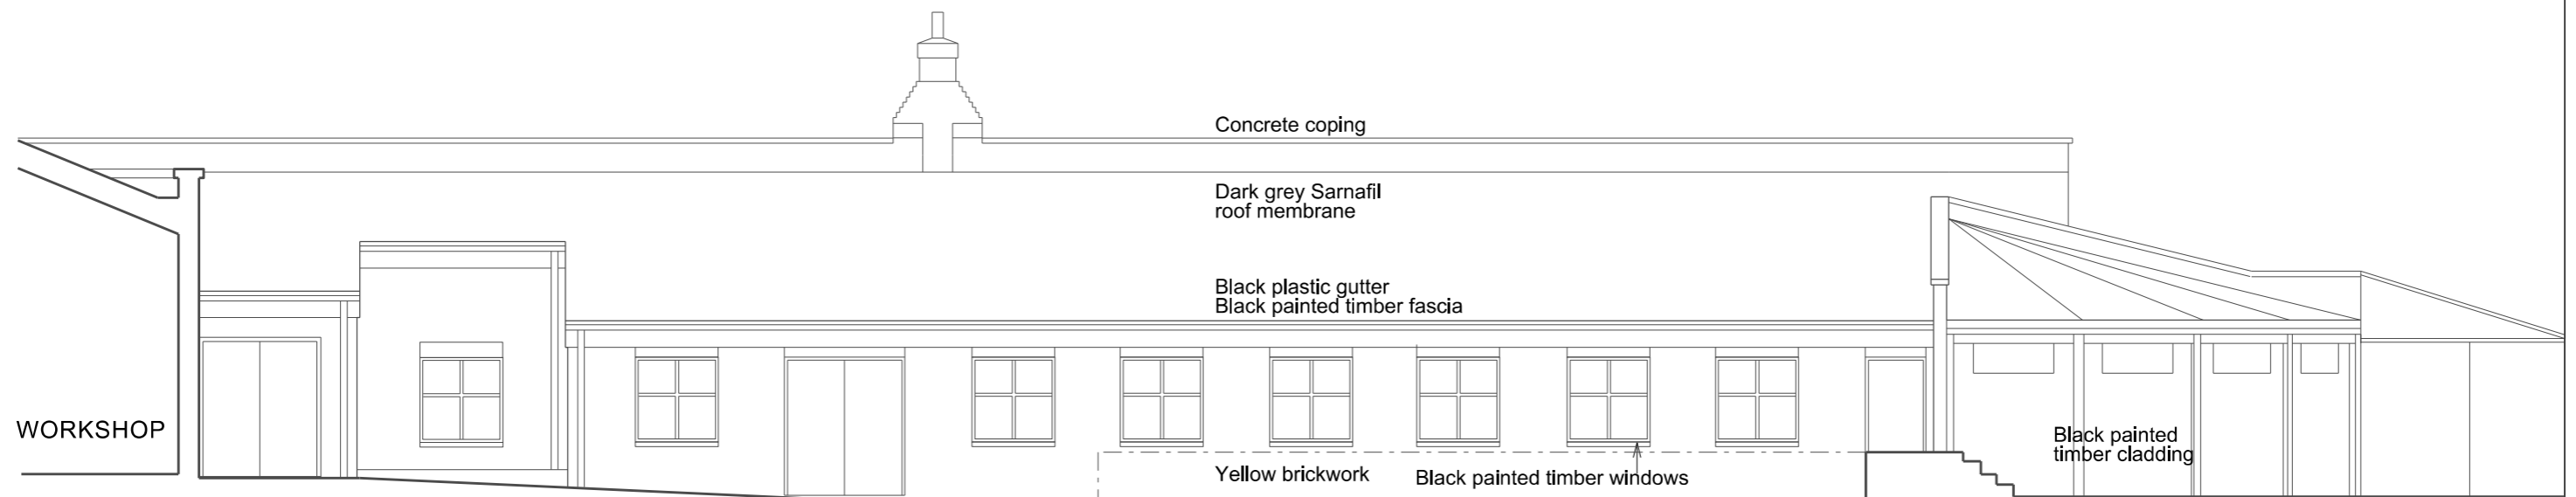 Concrete coping
Dark grey Sarnafil
roof membrane
Black plastic gutter
Black painted timber fascia
WORKSHOP
Yellow brickwork
Black painted timber windows
Black painted
timber cladding